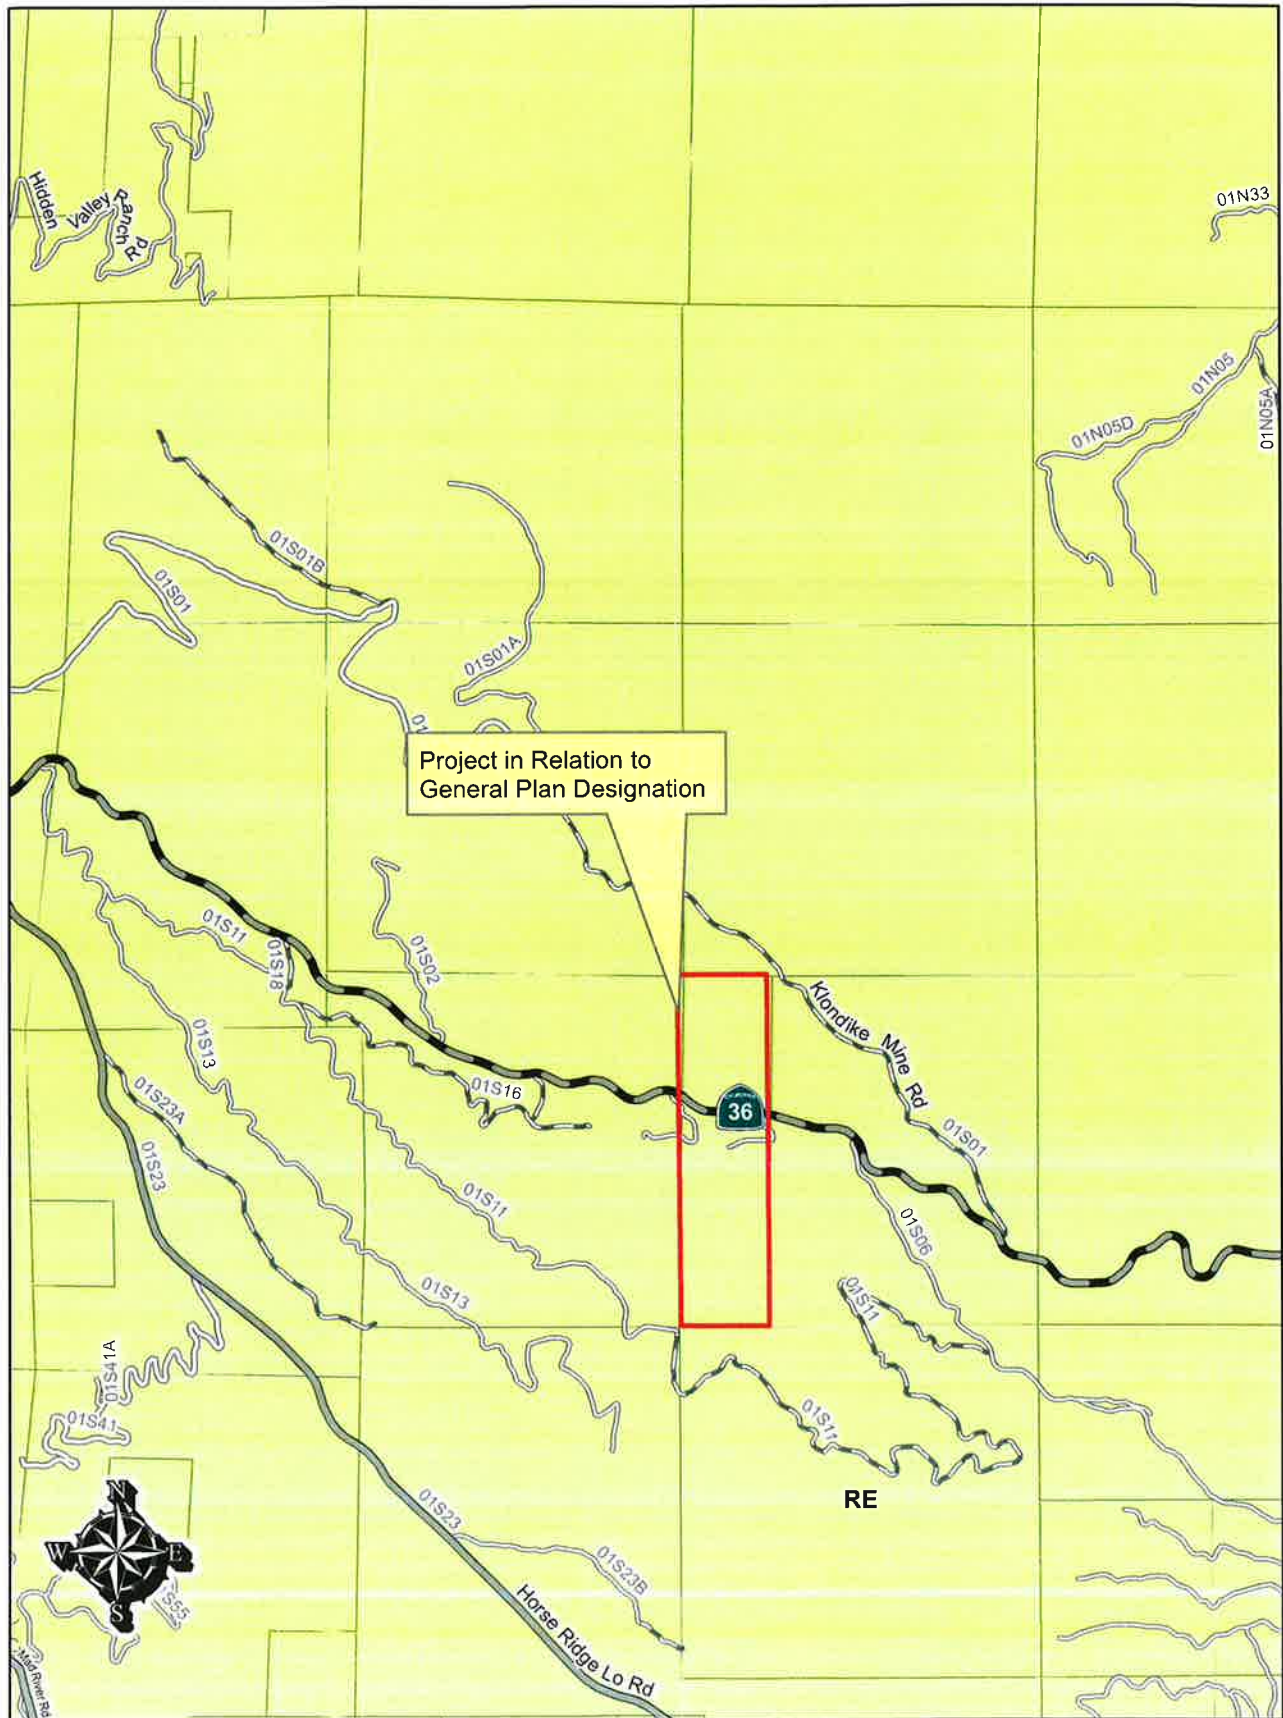 Hidden
Valley
Ranch
Rd
01N33
01N05
01N05D
01N05A
01S01B
01S01
01S01A
01
Project in Relation to
General Plan Designation
01S11
01S18
01S02
Klondike Mine Rd
01S13
01S16
36
01S23A
01S01
01S23
01S11
01S06
01S13
01S11
01S41A
01S41
01S11
RE
N
W
E
S
01S23
01S23B
S55
Horse Ridge Lo Rd
Mad River Rd